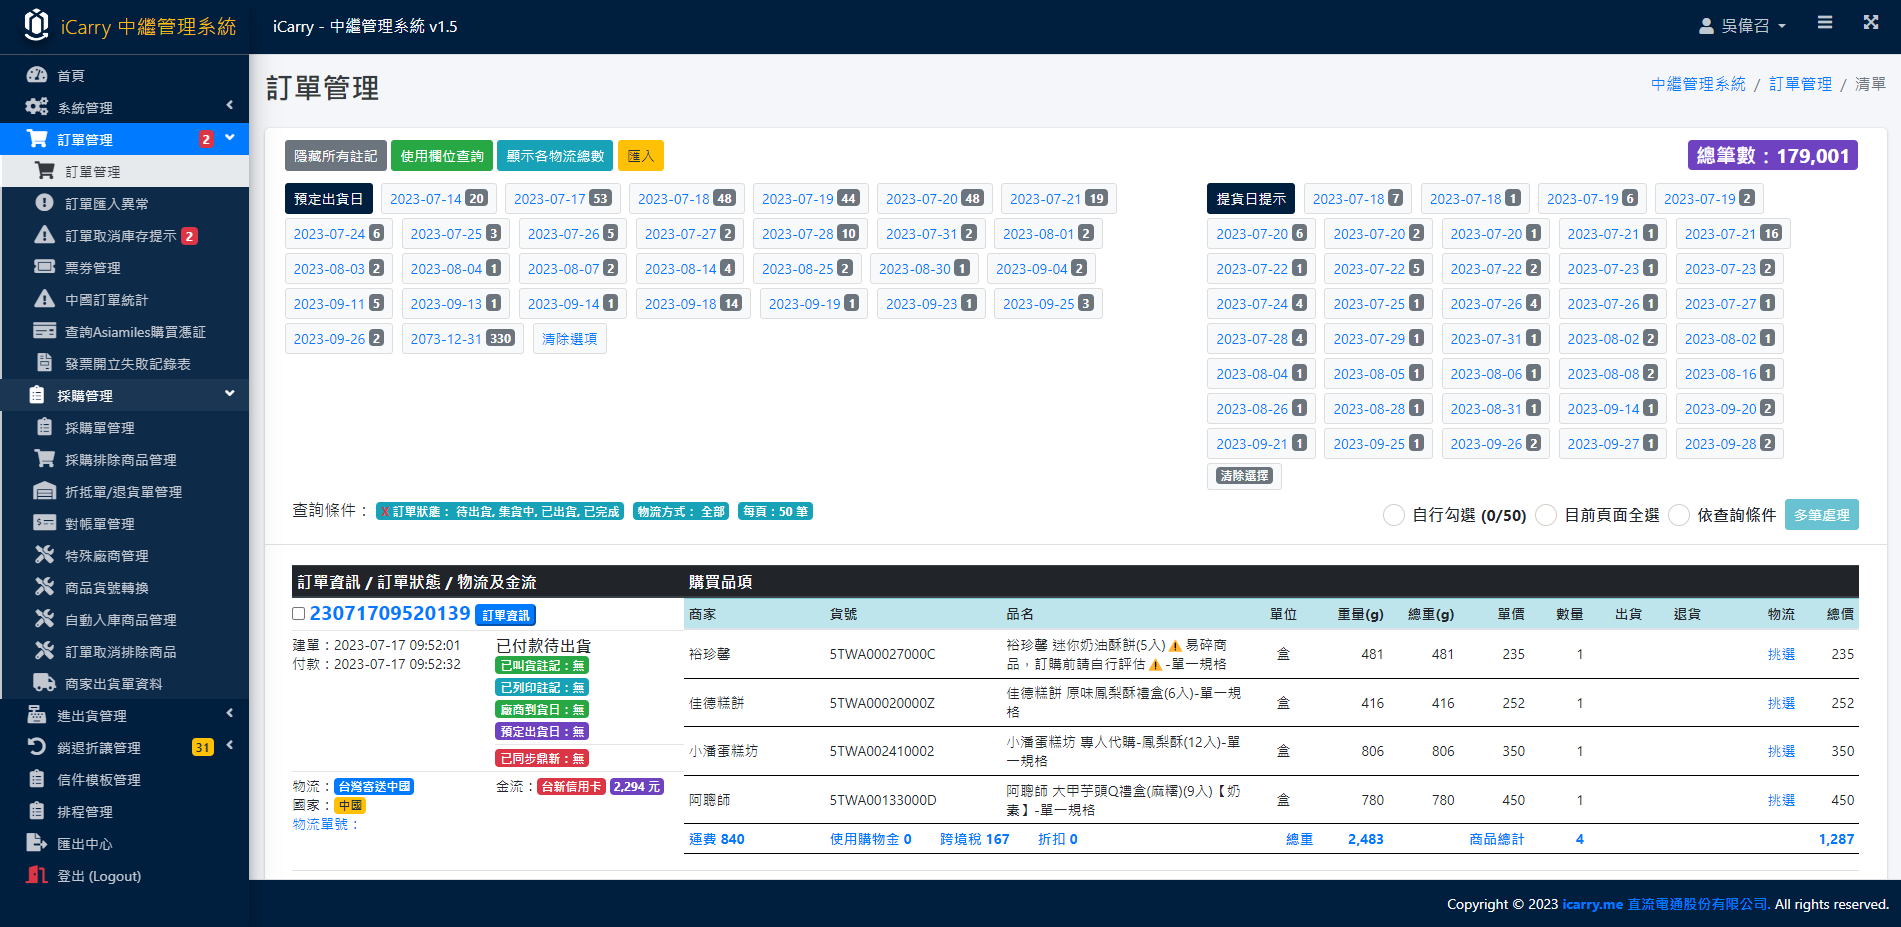 iCarry 中繼管理系統
iCarry - 中繼管理系統 v1.5
吳偉召
首頁
系統管理
訂單管理 2
訂單管理
訂單匯入異常
訂單取消庫存提示 2
票券管理
中國訂單統計
查詢Asiamiles購買憑証
發票開立失敗記錄表
採購管理
採購單管理
採購排除商品管理
折抵單/退貨單管理
對帳單管理
特殊廠商管理
商品貨號轉換
自動入庫商品管理
訂單取消排除商品
商家出貨單資料
進出貨管理
銷退折讓管理 31
信件模板管理
排程管理
匯出中心
登出 (Logout)
訂單管理
中繼管理系統 / 訂單管理 / 清單
隱藏所有註記 使用欄位查詢 顯示各物流總數 匯入
總筆數：179,001
預定出貨日 2023-07-14 20 2023-07-17 53 2023-07-18 48 2023-07-19 44 2023-07-20 48 2023-07-21 19
2023-07-24 6 2023-07-25 3 2023-07-26 5 2023-07-27 2 2023-07-28 10 2023-07-31 2 2023-08-01 2
2023-08-03 2 2023-08-04 1 2023-08-07 2 2023-08-14 4 2023-08-25 2 2023-08-30 1 2023-09-04 2
2023-09-11 5 2023-09-13 1 2023-09-14 1 2023-09-18 14 2023-09-19 1 2023-09-23 1 2023-09-25 3
2023-09-26 2 2073-12-31 330 清除選項
提貨日提示 2023-07-18 7 2023-07-18 1 2023-07-19 6 2023-07-19 2
2023-07-20 6 2023-07-20 2 2023-07-20 1 2023-07-21 1 2023-07-21 16
2023-07-22 1 2023-07-22 5 2023-07-22 2 2023-07-23 1 2023-07-23 2
2023-07-24 4 2023-07-25 1 2023-07-26 4 2023-07-26 1 2023-07-27 1
2023-07-28 4 2023-07-29 1 2023-07-31 1 2023-08-02 2 2023-08-02 1
2023-08-04 1 2023-08-05 1 2023-08-06 1 2023-08-08 2 2023-08-16 1
2023-08-26 1 2023-08-28 1 2023-08-31 1 2023-09-14 1 2023-09-20 2
2023-09-21 1 2023-09-25 1 2023-09-26 2 2023-09-27 1 2023-09-28 2
清除選擇
查詢條件： X 訂單狀態： 待出貨, 集貨中, 已出貨, 已完成 物流方式： 全部 每頁：50 筆
自行勾選 (0/50) 目前頁面全選 依查詢條件 多筆處理
訂單資訊 / 訂單狀態 / 物流及金流 購買品項
23071709520139 訂單資訊
建單：2023-07-17 09:52:01
付款：2023-07-17 09:52:32
已付款待出貨
已叫貨註記：無
已列印註記：無
廠商到貨日：無
預定出貨日：無
已同步鼎新：無
物流：台灣寄送中國
國家：中國
物流單號：
金流：台新信用卡 2,294 元
商家 貨號 品名 單位 重量(g) 總重(g) 單價 數量 出貨 退貨 物流 總價
裕珍馨 5TWA00027000C 裕珍馨 迷你奶油酥餅(5入)⚠️易碎商品，訂購前請自行評估⚠️-單一規格 盒 481 481 235 1 挑選 235
佳德糕餅 5TWA00020000Z 佳德糕餅 原味鳳梨酥禮盒(6入)-單一規格 盒 416 416 252 1 挑選 252
小潘蛋糕坊 5TWA002410002 小潘蛋糕坊 專人代購-鳳梨酥(12入)-單一規格 盒 806 806 350 1 挑選 350
阿聰師 5TWA00133000D 阿聰師 大甲芋頭Q禮盒(麻糬)(9入)【奶素】-單一規格 盒 780 780 450 1 挑選 450
運費 840 使用購物金 0 跨境稅 167 折扣 0 總重 2,483 商品總計 4 1,287
Copyright © 2023 icarry.me 直流電通股份有限公司. All rights reserved.